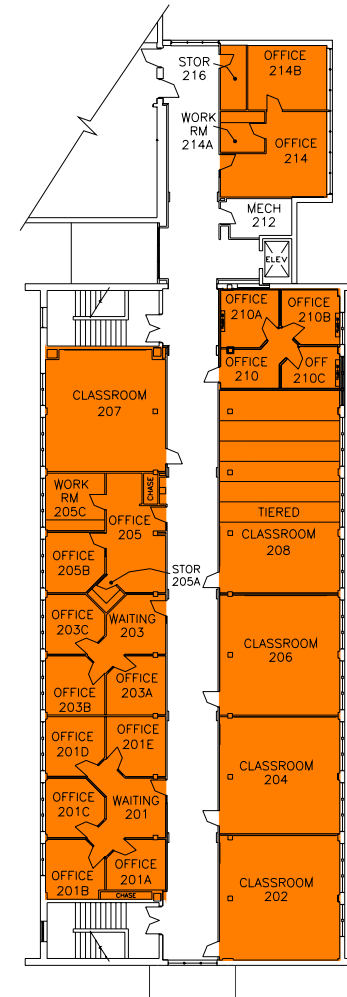 STOR
216
OFFICE
214B
WORK
RM
214A
OFFICE
214
MECH
212
ELEV
OFFICE
210A
OFFICE
210B
OFFICE
210
OFF
210C
CLASSROOM
207
WORK
RM
205C
CHASE
OFFICE
205
TIERED
CLASSROOM
208
OFFICE
205B
STOR
205A
OFFICE
203C
WAITING
203
CLASSROOM
206
OFFICE
203B
OFFICE
203A
OFFICE
201D
OFFICE
201E
CLASSROOM
204
OFFICE
201C
WAITING
201
OFFICE
201B
OFFICE
201A
CHASE
CLASSROOM
202